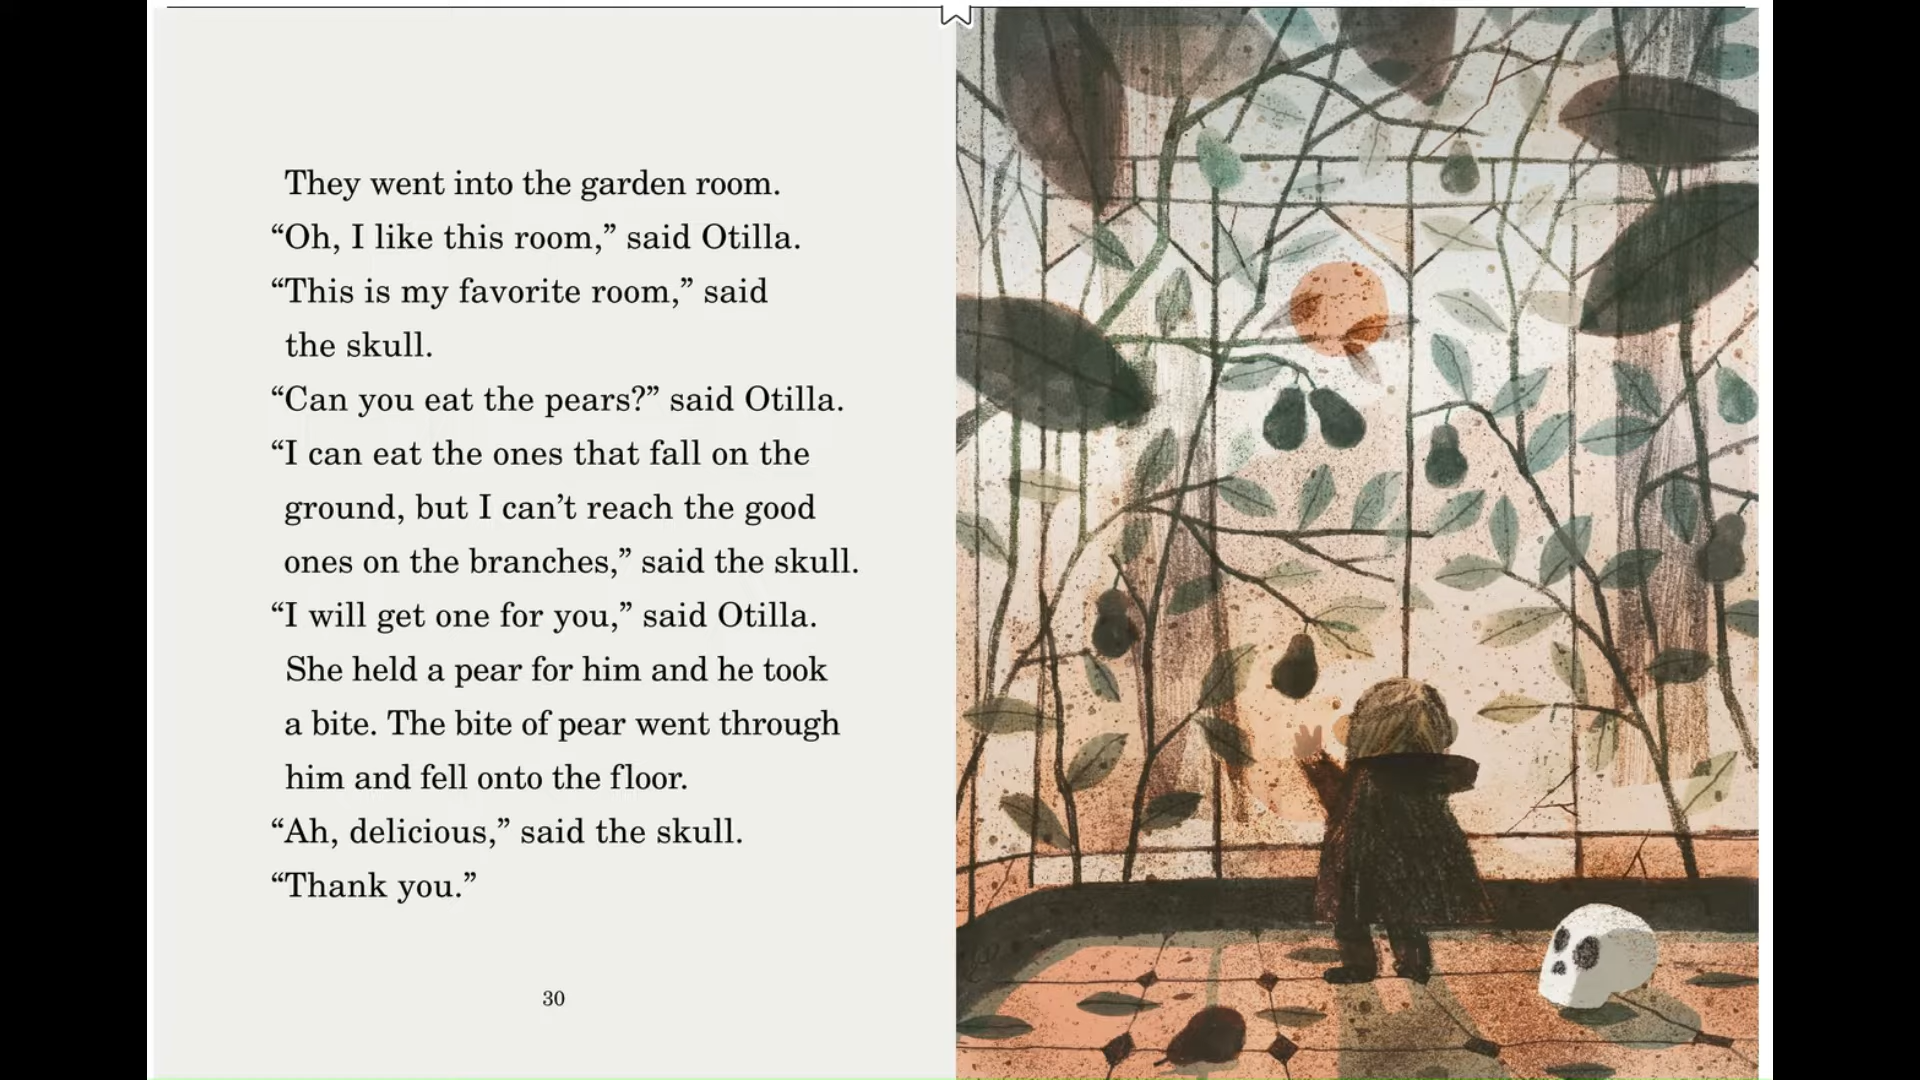 They went into the garden room.
“Oh, I like this room,” said Otilla.
“This is my favorite room,” said
the skull.
“Can you eat the pears?” said Otilla.
“I can eat the ones that fall on the
ground, but I can’t reach the good
ones on the branches,” said the skull.
“I will get one for you,” said Otilla.
She held a pear for him and he took
a bite. The bite of pear went through
him and fell onto the floor.
“Ah, delicious,” said the skull.
“Thank you.”
30